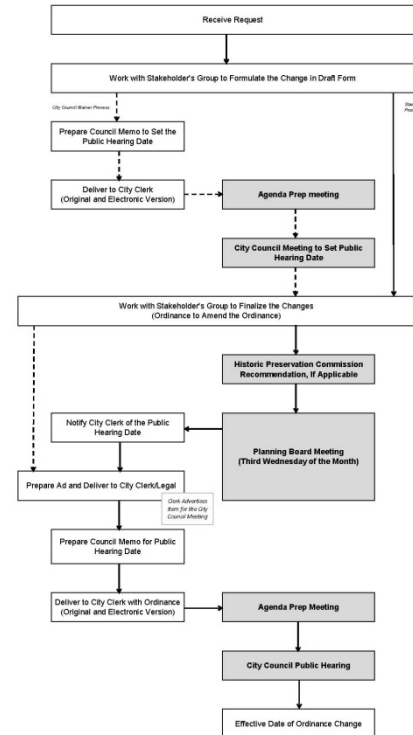 Receive Request
Work with Stakeholder's Group to Formulate the Change in Draft Form
City Council Waiver Process
Prepare Council Memo to Set the
Public Hearing Date
Deliver to City Clerk
(Original and Electronic Version)
Agenda Prep meeting
City Council Meeting to Set Public
Hearing Date
Work with Stakeholder's Group to Finalize the Changes
(Ordinance to Amend the Ordinance)
Historic Preservation Commission
Recommendation, If Applicable
Notify City Clerk of the Public
Hearing Date
Planning Board Meeting
(Third Wednesday of the Month)
Prepare Ad and Deliver to City Clerk/Legal
Clerk Advertises
Item for the City
Council Meeting
Prepare Council Memo for Public
Hearing Date
Deliver to City Clerk with Ordinance
(Original and Electronic Version)
Agenda Prep Meeting
City Council Public Hearing
Effective Date of Ordinance Change